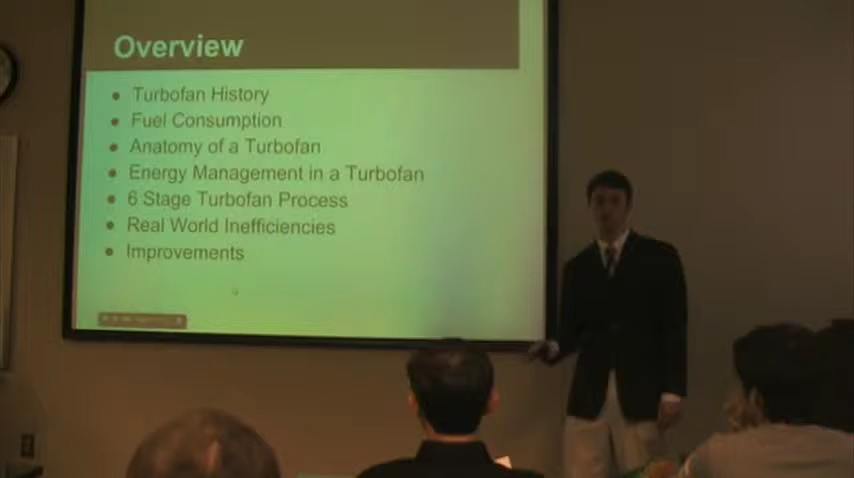 Overview
● Turbofan History
● Fuel Consumption
● Anatomy of a Turbofan
● Energy Management in a Turbofan
● 6 Stage Turbofan Process
● Real World Inefficiencies
● Improvements